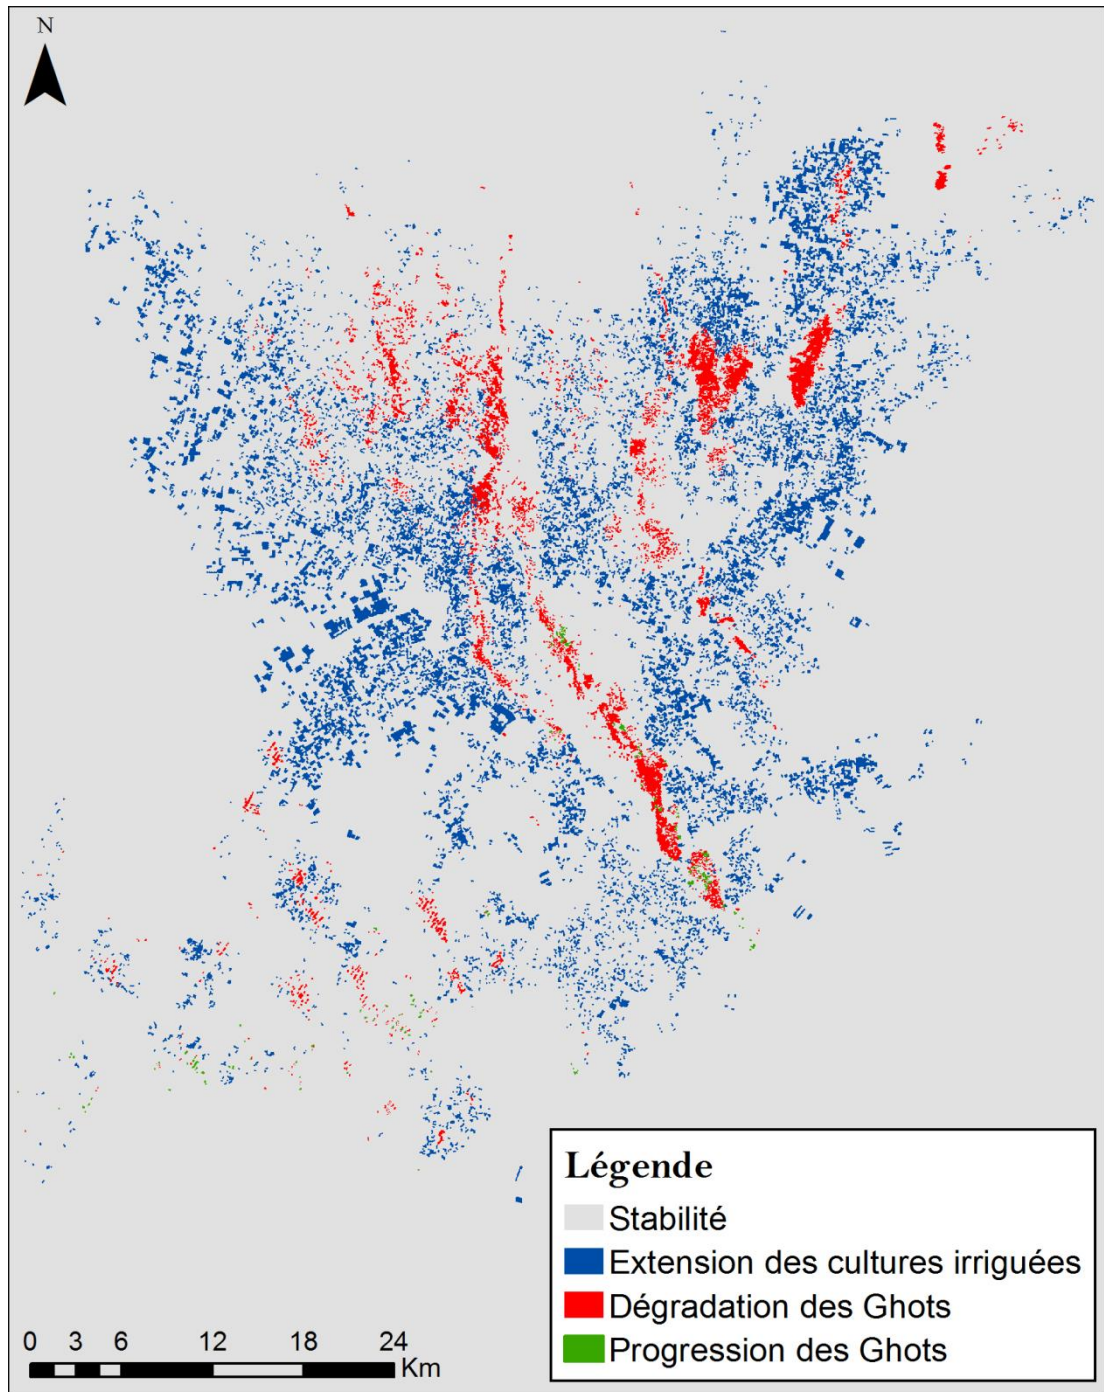 N
Légende
Stabilité
Extension des cultures irriguées
Dégradation des Ghots
Progression des Ghots
0 3 6 12 18 24
Km